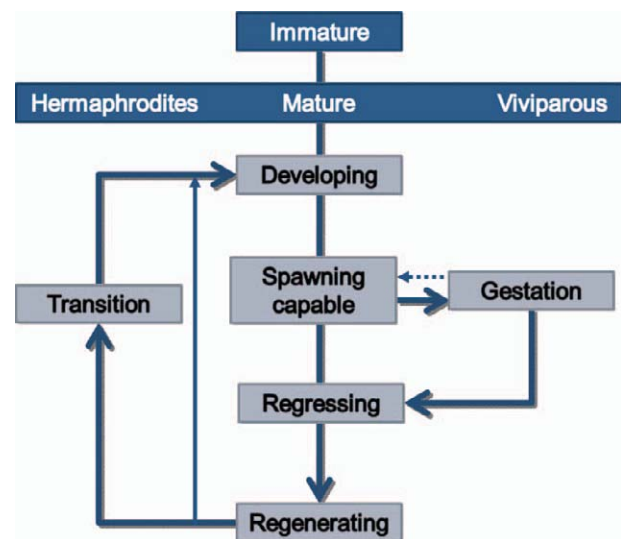 Immature
Hermaphrodites Mature Viviparous
Developing
Spawning
capable
Gestation
Transition
Regressing
Regenerating